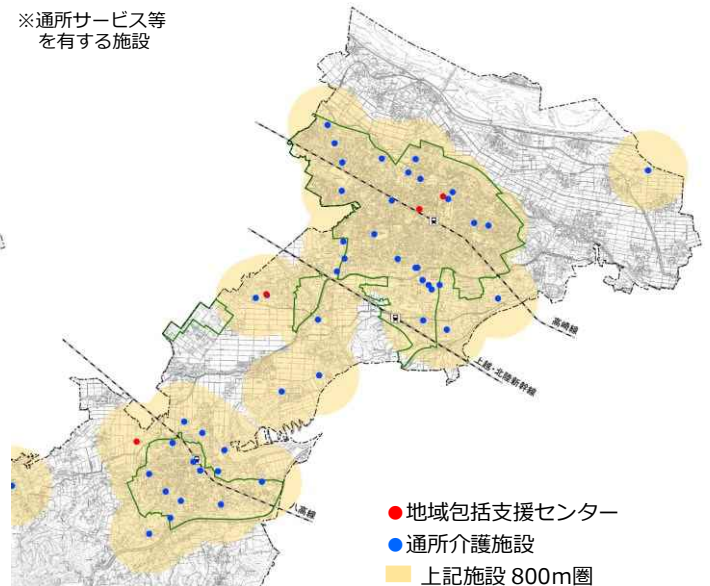 ※通所サービス等
を有する施設
高崎線
上越・北陸新幹線
八高線
地域包括支援センター
通所介護施設
上記施設 800m圏